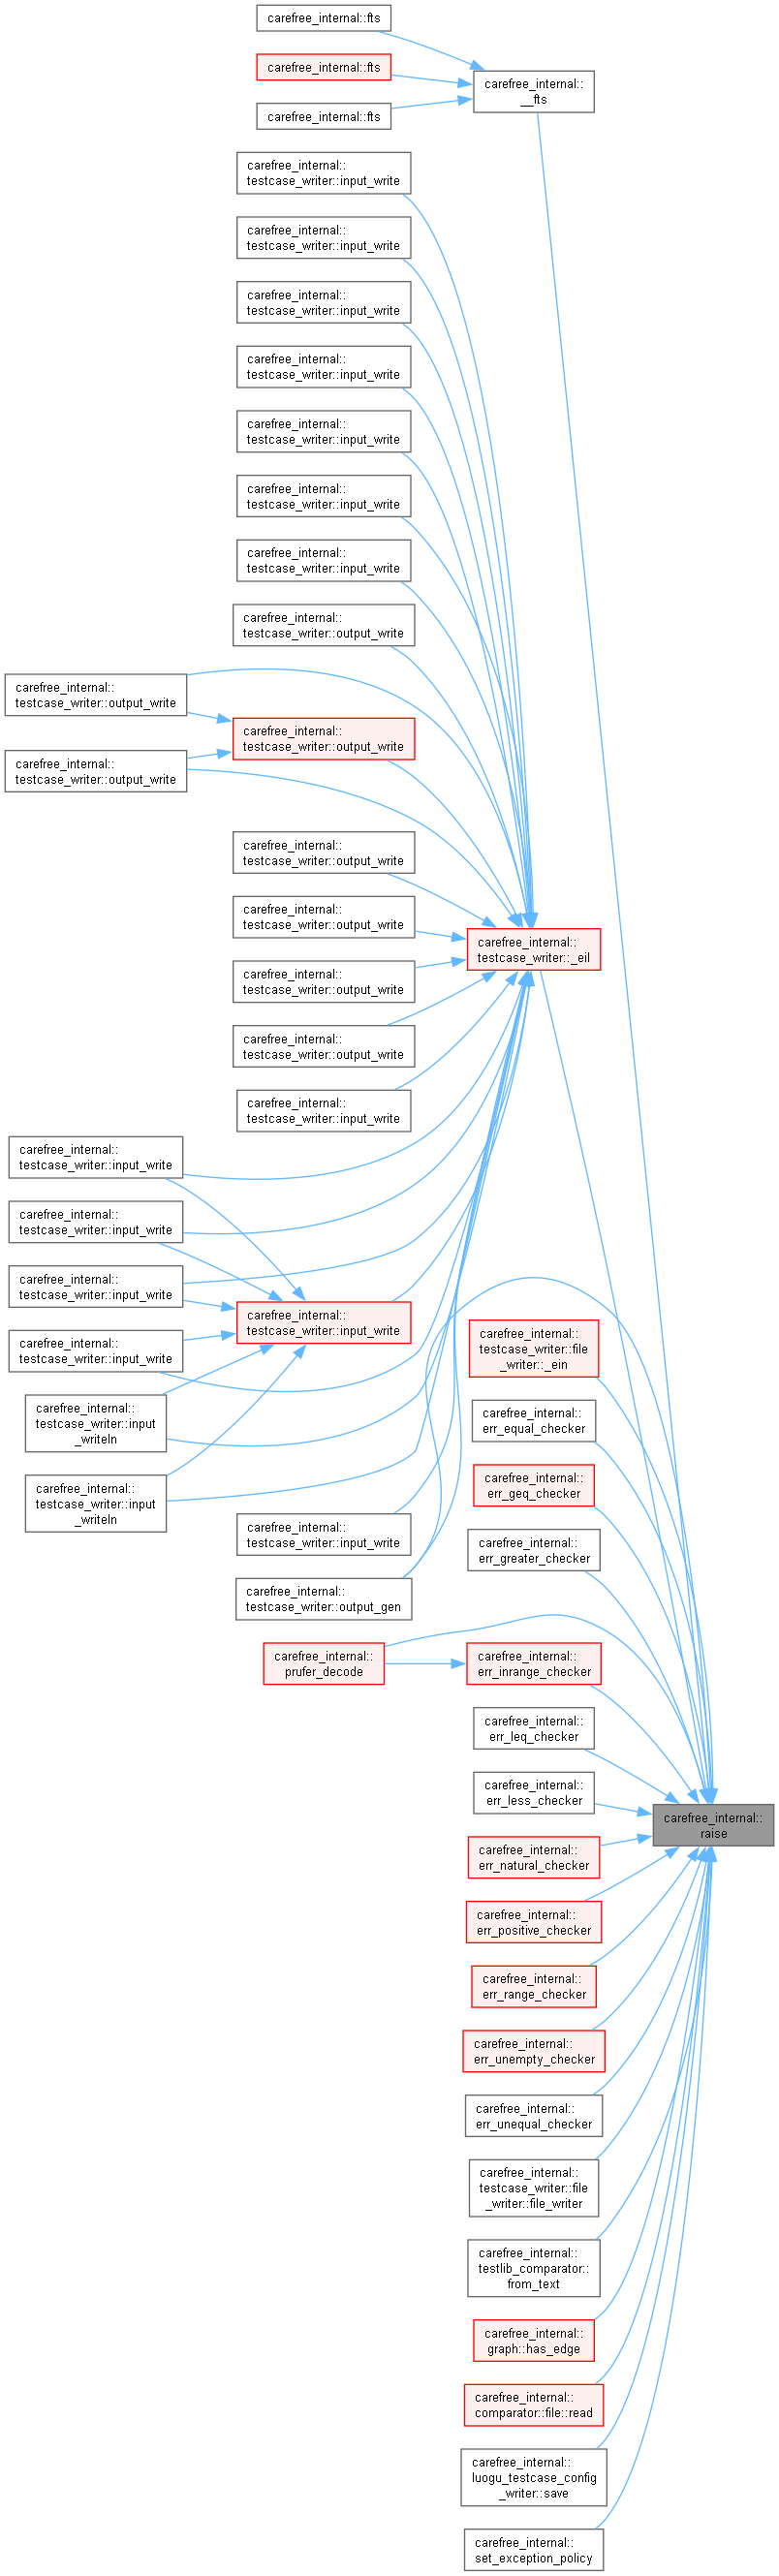 carefree_internal::fts
carefree_internal::fts
carefree_internal::
__fts
carefree_internal::fts
carefree_internal::
testcase_writer::input_write
carefree_internal::
testcase_writer::input_write
carefree_internal::
testcase_writer::input_write
carefree_internal::
testcase_writer::input_write
carefree_internal::
testcase_writer::input_write
carefree_internal::
testcase_writer::input_write
carefree_internal::
testcase_writer::input_write
carefree_internal::
testcase_writer::output_write
carefree_internal::
testcase_writer::output_write
carefree_internal::
testcase_writer::output_write
carefree_internal::
testcase_writer::output_write
carefree_internal::
testcase_writer::output_write
carefree_internal::
testcase_writer::output_write
carefree_internal::
testcase_writer::_eil
carefree_internal::
testcase_writer::output_write
carefree_internal::
testcase_writer::output_write
carefree_internal::
testcase_writer::input_write
carefree_internal::
testcase_writer::input_write
carefree_internal::
testcase_writer::input_write
carefree_internal::
testcase_writer::input_write
carefree_internal::
testcase_writer::input_write
carefree_internal::
testcase_writer::input_write
carefree_internal::
testcase_writer::file
_writer::_ein
carefree_internal::
testcase_writer::input
_writeln
carefree_internal::
err_equal_checker
carefree_internal::
err_geq_checker
carefree_internal::
testcase_writer::input
_writeln
carefree_internal::
testcase_writer::input_write
carefree_internal::
err_greater_checker
carefree_internal::
testcase_writer::output_gen
carefree_internal::
prufer_decode
carefree_internal::
err_inrange_checker
carefree_internal::
err_leq_checker
carefree_internal::
err_less_checker
carefree_internal::
raise
carefree_internal::
err_natural_checker
carefree_internal::
err_positive_checker
carefree_internal::
err_range_checker
carefree_internal::
err_unempty_checker
carefree_internal::
err_unequal_checker
carefree_internal::
testcase_writer::file
_writer::file_writer
carefree_internal::
testlib_comparator::
from_text
carefree_internal::
graph::has_edge
carefree_internal::
comparator::file::read
carefree_internal::
luogu_testcase_config
_writer::save
carefree_internal::
set_exception_policy